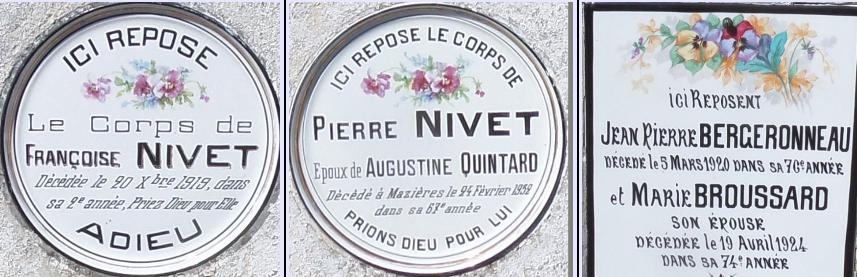 ICI REPOSE
Le Corps de
FRANÇOISE NIVET
Décédée le 20 Xbre 1919, dans
sa 2e année, Priez Dieu pour Elle
ADIEU
ICI REPOSE LE CORPS DE
PIERRE NIVET
Epoux de AUGUSTINE QUINTARD
Décédé à Mazières le 24 Février
dans sa 67e année
PRIONS DIEU POUR LUI
ICI REPOSENT
JEAN PIERRE BERGERONNEAU
DÉCÉDÉ LE 5 MARS 1920 DANS SA 76e ANNÉE
et MARIE BROUSSARD
SON ÉPOUSE
DÉCÉDÉE LE 19 AVRIL 1924
DANS SA 74e ANNÉE